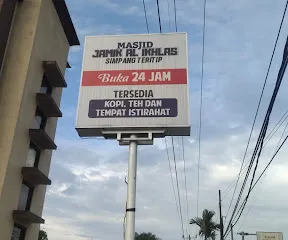 MASJID
JAMIK AL IKHLAS
SIMPANG TERITIP
Buka 24 JAM
TERSEDIA
KOPI, TEH DAN
TEMPAT ISTIRAHAT